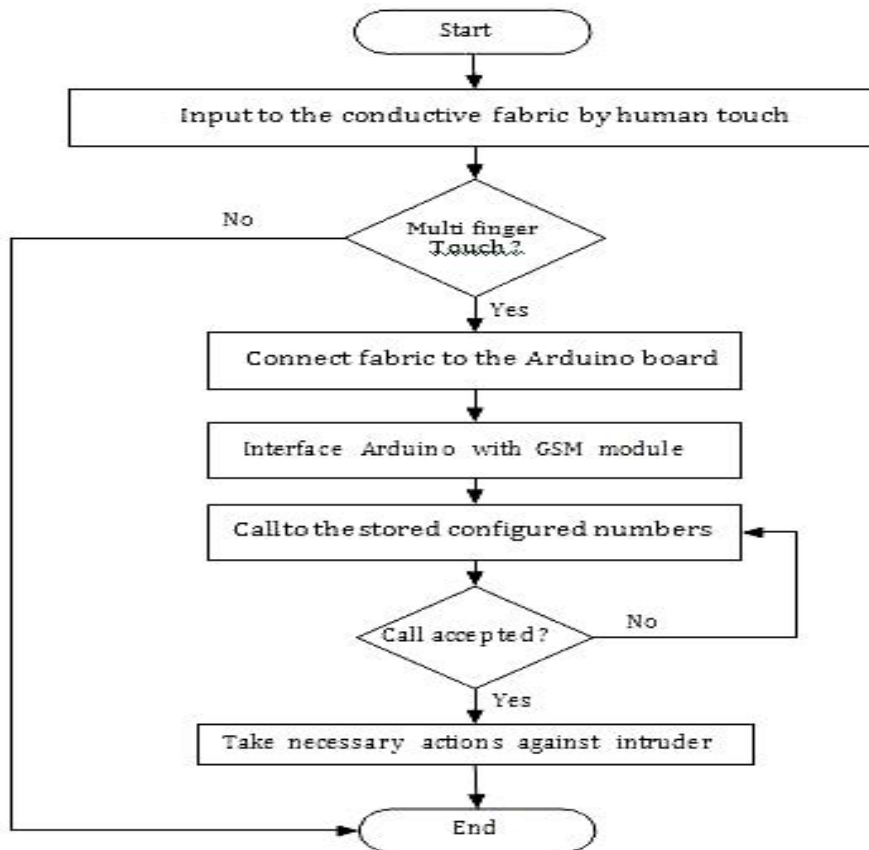 Start
Input to the conductive fabric by human touch
No
Multi finger
Touch?
Yes
Connect fabric to the Arduino board
Interface Arduino with GSM module
Call to the stored configured numbers
Call accepted?
No
Yes
Take necessary actions against intruder
End